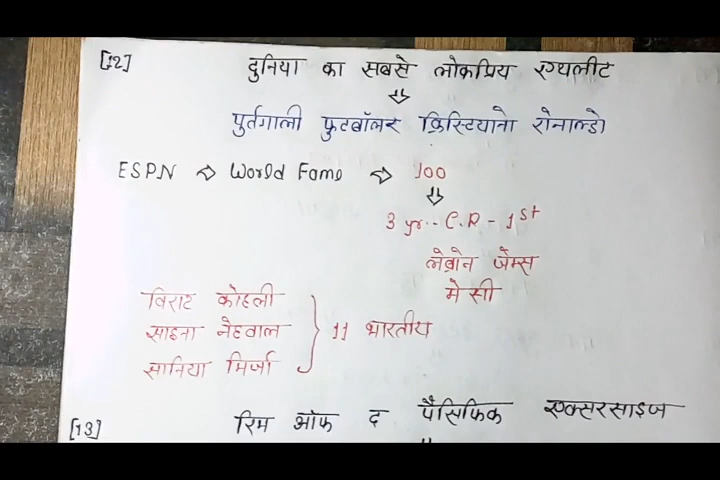 [12] दुनिया का सबसे लोकप्रिय एथलीट
⇓
पुर्तगाली फुटबॉलर क्रिस्टियानो रोनाल्डो
ESPN ⇒ World Fame ⇒ 100
⇓
3 yr. - C.R - 1st
लेब्रोन जेम्स
मेसी
विराट कोहली
साइना नेहवाल } 11 भारतीय
सानिया मिर्जा
[13] रिम ऑफ द पैसिफिक एक्सरसाइज